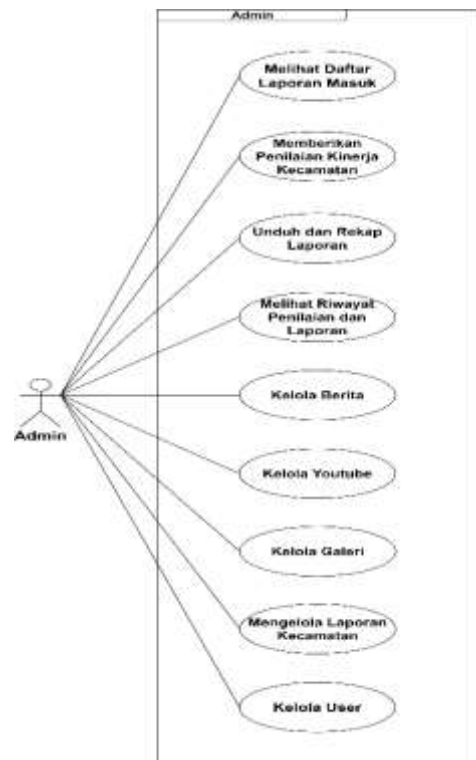 Admin
Melihat Daftar
Laporan Masuk
Memberikan
Penilaian Kinerja
Kecamatan
Unduh dan Rekap
Laporan
Melihat Riwayat
Penilaian dan
Laporan
Kelola Berita
Admin
Kelola Youtube
Kelola Galeri
Mengelola Laporan
Kecamatan
Kelola User